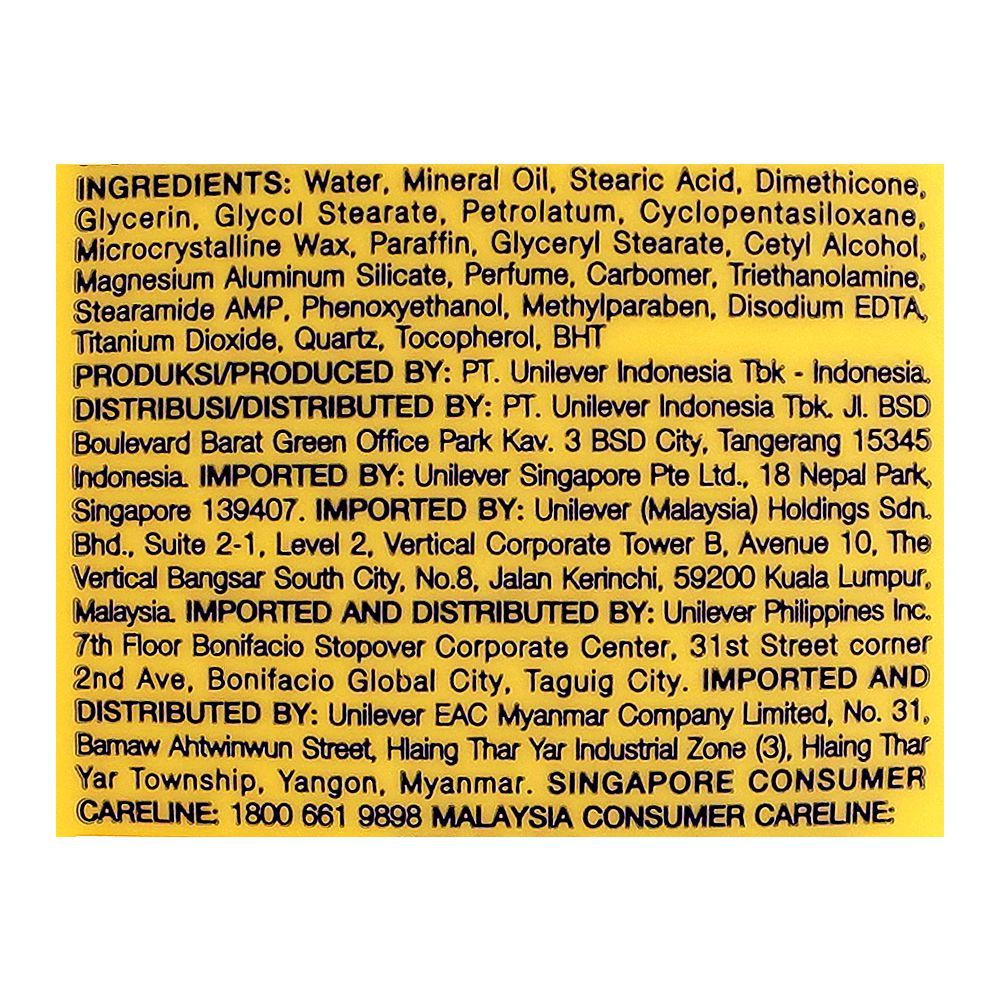 INGREDIENTS: Water, Mineral Oil, Stearic Acid, Dimethicone,
Glycerin, Glycol Stearate, Petrolatum, Cyclopentasiloxane,
Microcrystalline Wax, Paraffin, Glyceryl Stearate, Cetyl Alcohol,
Magnesium Aluminum Silicate, Perfume, Carbomer, Triethanolamine,
Stearamide AMP, Phenoxyethanol, Methylparaben, Disodium EDTA,
Titanium Dioxide, Quartz, Tocopherol, BHT
PRODUKSI/PRODUCED BY: PT. Unilever Indonesia Tbk - Indonesia.
DISTRIBUSI/DISTRIBUTED BY: PT. Unilever Indonesia Tbk. Jl. BSD
Boulevard Barat Green Office Park Kav. 3 BSD City, Tangerang 15345
Indonesia. IMPORTED BY: Unilever Singapore Pte Ltd., 18 Nepal Park,
Singapore 139407. IMPORTED BY: Unilever (Malaysia) Holdings Sdn.
Bhd., Suite 2-1, Level 2, Vertical Corporate Tower B, Avenue 10, The
Vertical Bangsar South City, No.8, Jalan Kerinchi, 59200 Kuala Lumpur,
Malaysia. IMPORTED AND DISTRIBUTED BY: Unilever Philippines Inc.
7th Floor Bonifacio Stopover Corporate Center, 31st Street corner
2nd Ave, Bonifacio Global City, Taguig City. IMPORTED AND
DISTRIBUTED BY: Unilever EAC Myanmar Company Limited, No. 31,
Bamaw Ahtwinwun Street, Hlaing Thar Yar Industrial Zone (3), Hlaing Thar
Yar Township, Yangon, Myanmar. SINGAPORE CONSUMER
CARELINE: 1800 661 9898 MALAYSIA CONSUMER CARELINE: